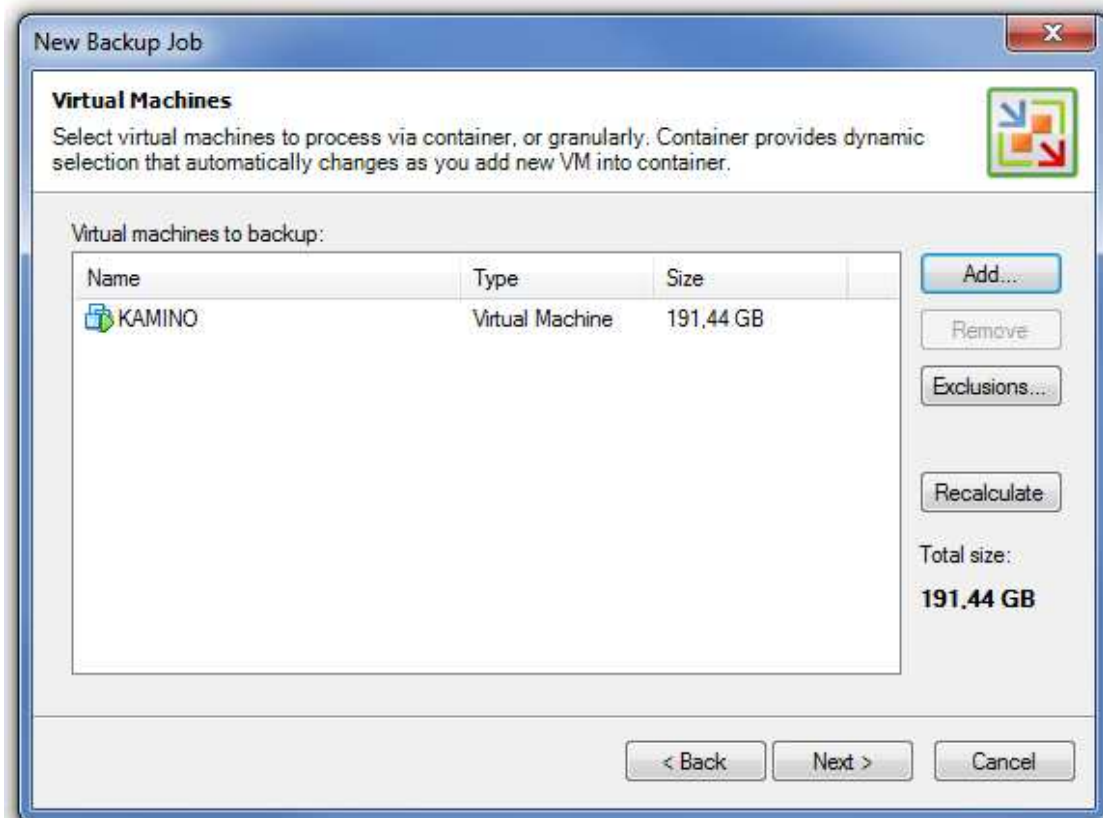 New Backup Job
Virtual Machines
Select virtual machines to process via container, or granularly. Container provides dynamic
selection that automatically changes as you add new VM into container.
Virtual machines to backup:
Name Type Size
KAMINO Virtual Machine 191,44 GB
Add...
Remove
Exclusions...
Recalculate
Total size:
191,44 GB
< Back Next > Cancel